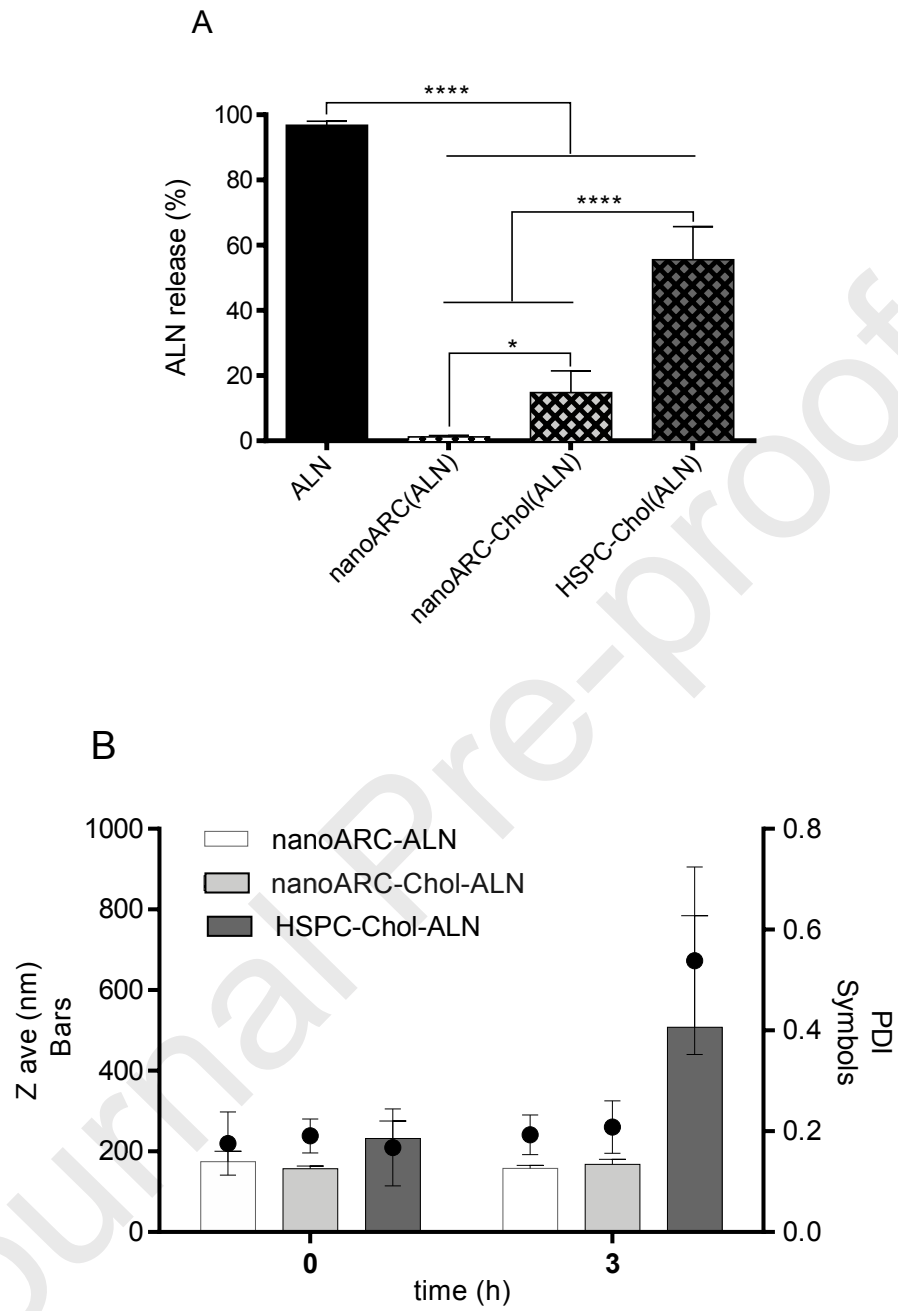 A
****
100
80
60
40
20
0
ALN release (%)
****
*
ALN
nanoARC(ALN)
nanoARC-Chol(ALN)
HSPC-Chol(ALN)
Journal Pre-proof
B
1000
800
600
400
200
0
Z ave (nm)
Bars
nanoARC-ALN
nanoARC-Chol-ALN
HSPC-Chol-ALN
0.8
0.6
0.4
0.2
0.0
PDI
Symbols
0
3
time (h)